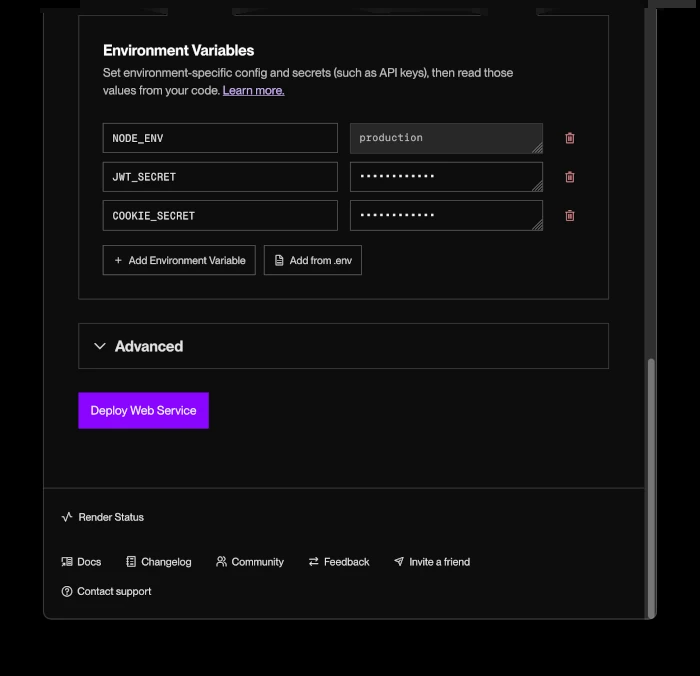 Environment Variables
Set environment-specific config and secrets (such as API keys), then read those
values from your code. Learn more.
NODE_ENV
production
JWT_SECRET
••••••••••••
COOKIE_SECRET
••••••••••••
+ Add Environment Variable
Add from .env
Advanced
Deploy Web Service
Render Status
Docs
Changelog
Community
Feedback
Invite a friend
Contact support